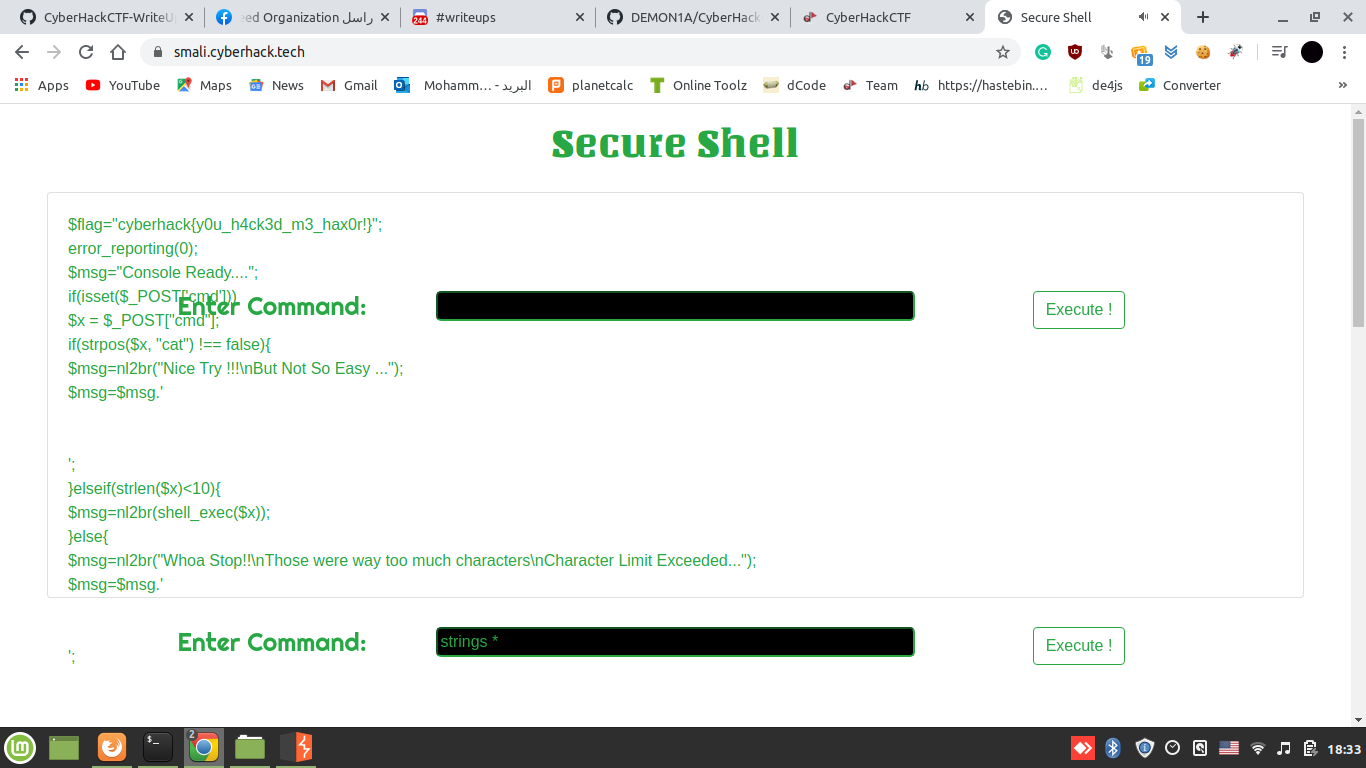 CyberHackCTF-WriteU
eed Organization راسل
#writeups
DEMON1A/CyberHack
CyberHackCTF
Secure Shell
smali.cyberhack.tech
19
Apps
YouTube
Maps
News
Gmail
Mohamm... - البريد
planetcalc
Online Toolz
dCode
Team
https://hastebin....
de4js
Converter
»
Secure Shell
$flag="cyberhack{y0u_h4ck3d_m3_hax0r!}";
error_reporting(0);
$msg="Console Ready....";
if(isset($_POST['cmd']))
Enter Command:
Execute !
$x = $_POST["cmd"];
if(strpos($x, "cat") !== false){
$msg=nl2br("Nice Try !!!\nBut Not So Easy ...");
$msg=$msg.'
';
}elseif(strlen($x)<10){
$msg=nl2br(shell_exec($x));
}else{
$msg=nl2br("Whoa Stop!!\nThose were way too much characters\nCharacter Limit Exceeded...");
$msg=$msg.'
Enter Command:
strings *
Execute !
';
244
2
18:33